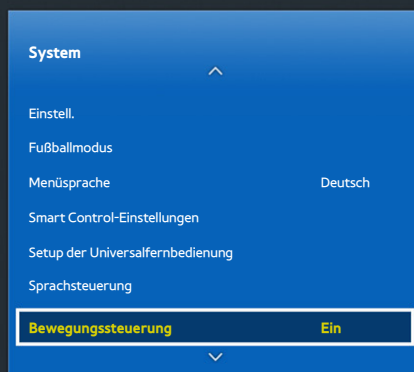 System
Einstell.
Fußballmodus
Menüsprache Deutsch
Smart Control-Einstellungen
Setup der Universalfernbedienung
Sprachsteuerung
Bewegungssteuerung Ein